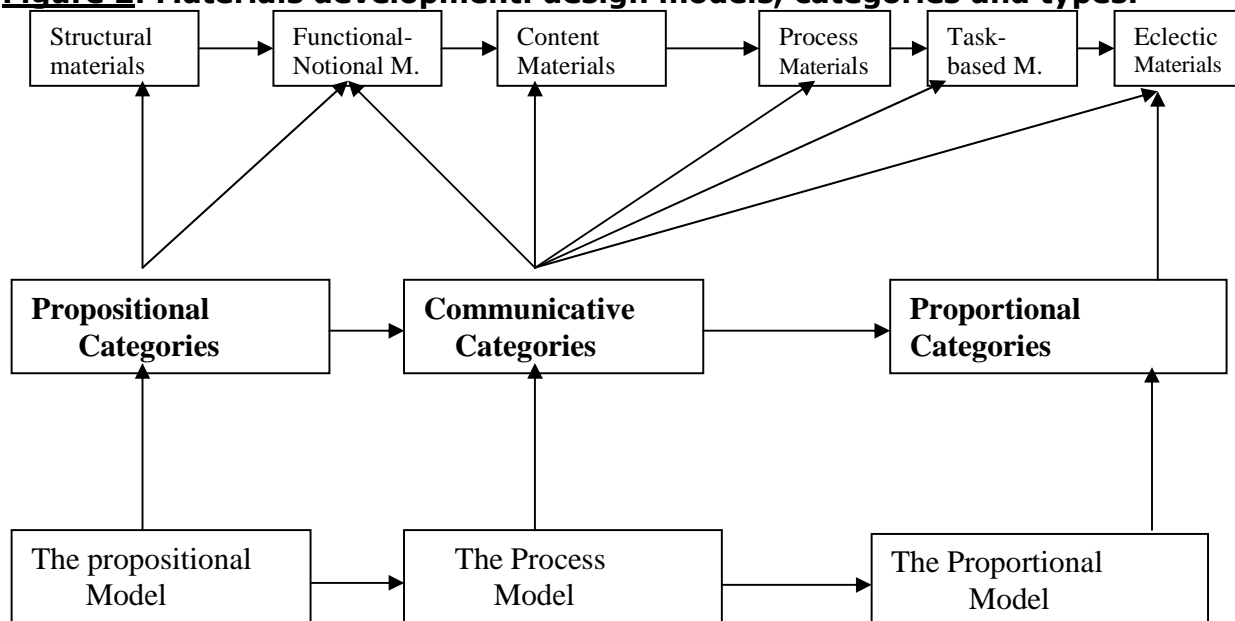 Figure 2: Materials development: design models, categories and types.
Structural
materials
Functional-
Notional M.
Content
Materials
Process
Materials
Task-
based M.
Eclectic
Materials
Propositional
Categories
Communicative
Categories
Proportional
Categories
The propositional
Model
The Process
Model
The Proportional
Model